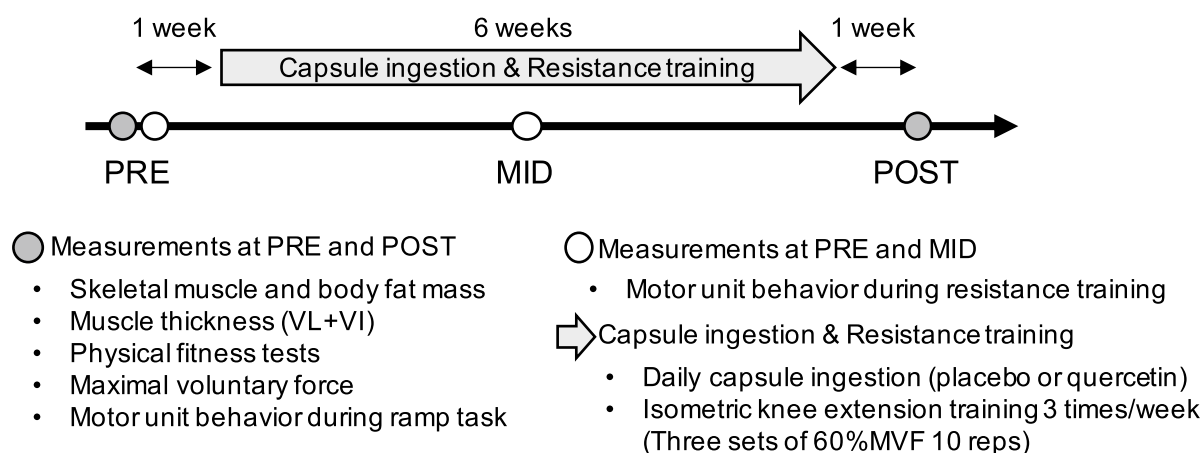 1 week 6 weeks 1 week
Capsule ingestion & Resistance training
PRE MID POST
Measurements at PRE and POST
• Skeletal muscle and body fat mass
• Muscle thickness (VL+VI)
• Physical fitness tests
• Maximal voluntary force
• Motor unit behavior during ramp task
Measurements at PRE and MID
• Motor unit behavior during resistance training
Capsule ingestion & Resistance training
• Daily capsule ingestion (placebo or quercetin)
• Isometric knee extension training 3 times/week
(Three sets of 60%MVF 10 reps)